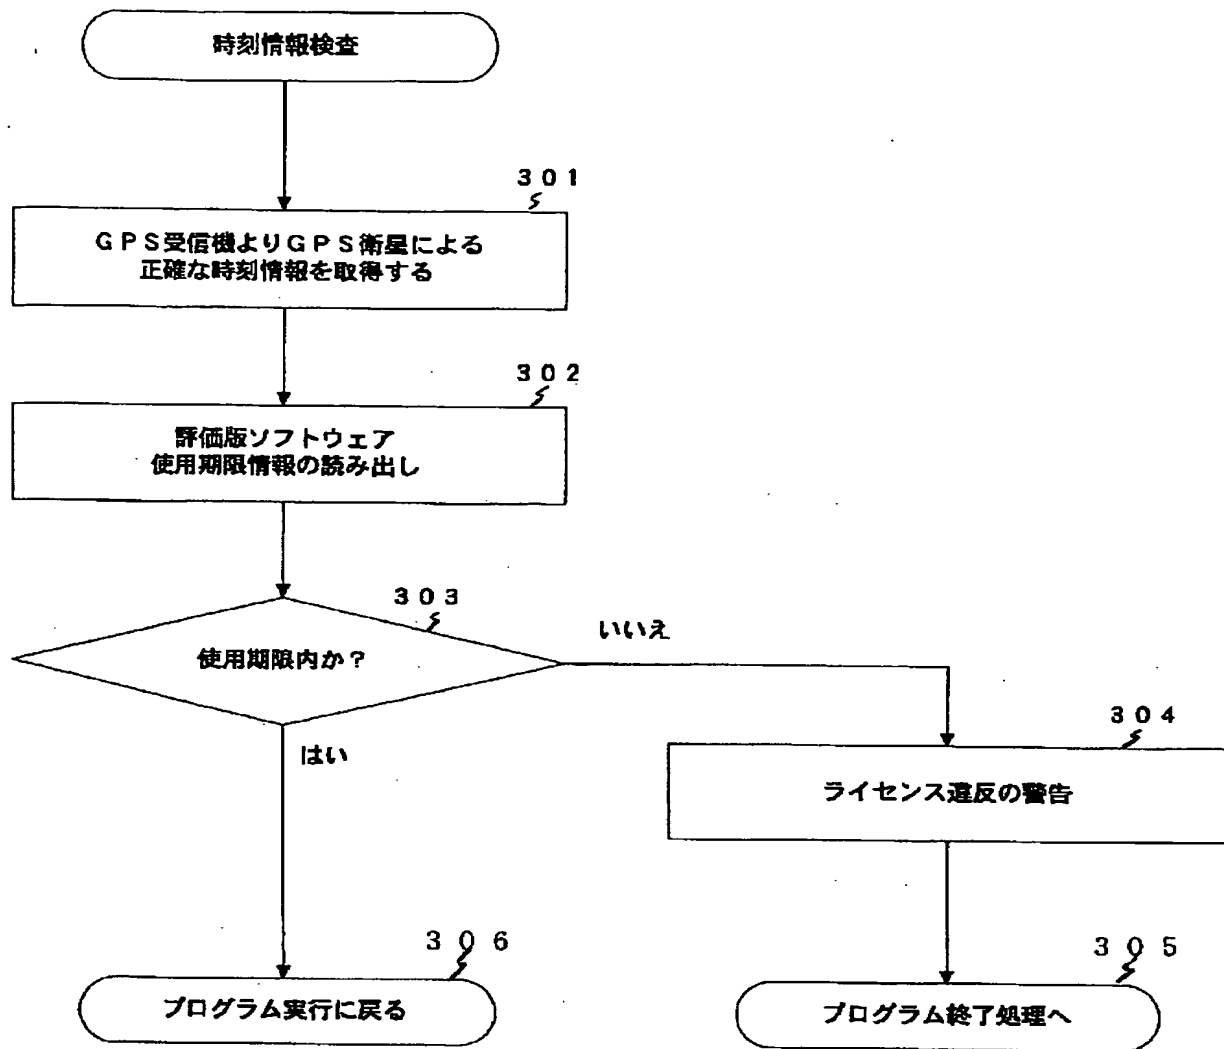 時刻情報検査
301
GPS受信機よりGPS衛星による
正確な時刻情報を取得する
302
評価版ソフトウェア
使用期限情報の読み出し
303
使用期限内か?
いいえ
はい
304
ライセンス違反の警告
306
プログラム実行に戻る
305
プログラム終了処理へ